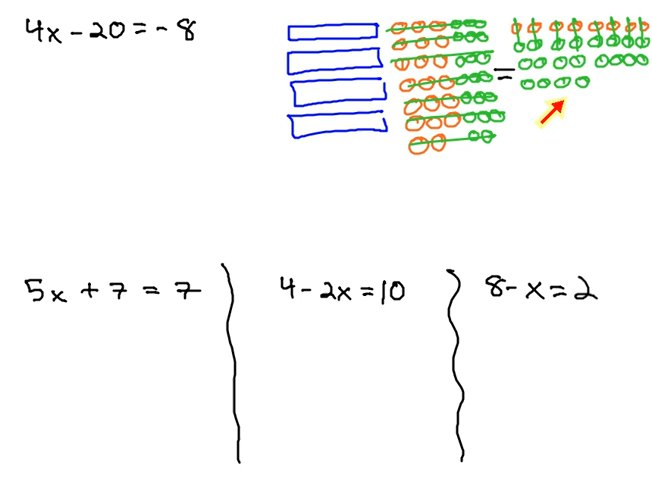 4x - 20 = - 8
=
5x + 7 = 7
4 - 2x = 10
8 - x = 2